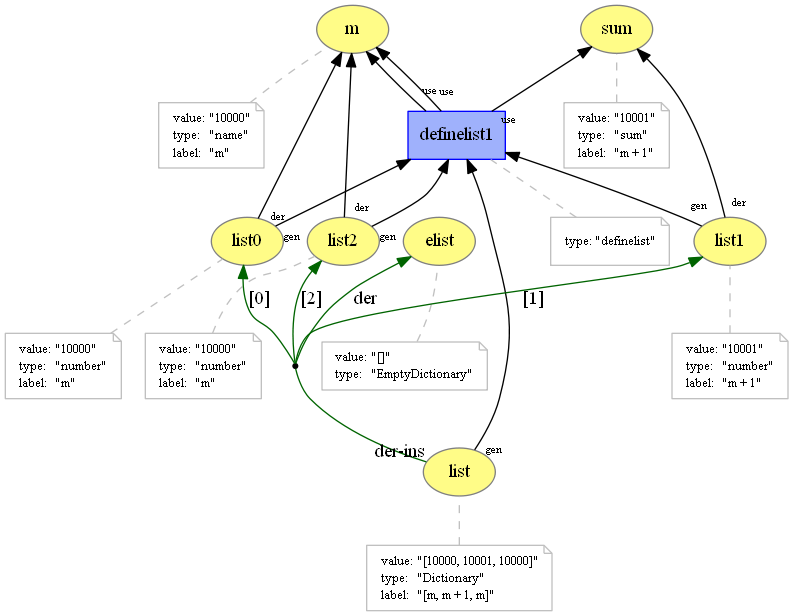 m
sum
value: "10000"
type: "name"
label: "m"
use
use
use
definelist1
value: "10001"
type: "sum"
label: "m + 1"
der
gen
der
gen
gen
der
list0
list2
elist
type: "definelist"
list1
[0]
[2]
der
[1]
value: "10000"
type: "number"
label: "m"
value: "10000"
type: "number"
label: "m"
value: "[]"
type: "EmptyDictionary"
value: "10001"
type: "number"
label: "m + 1"
der-ins
gen
list
value: "[10000, 10001, 10000]"
type: "Dictionary"
label: "[m, m + 1, m]"